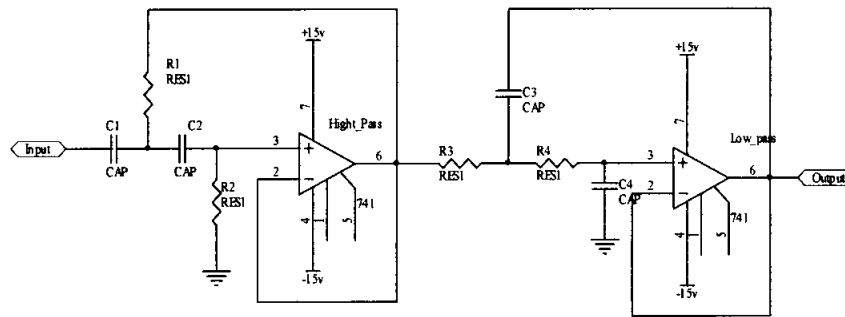 +15v
R1
RES1
7
Hight_Pass
C1
C2
Input
CAP
CAP
3
2
6
R2
RES1
741
4
1
5
-15v
C3
CAP
+15v
7
Low_pass
R3
RES1
R4
RES1
3
2
6
Output
C4
CAP
741
4
1
5
-15v